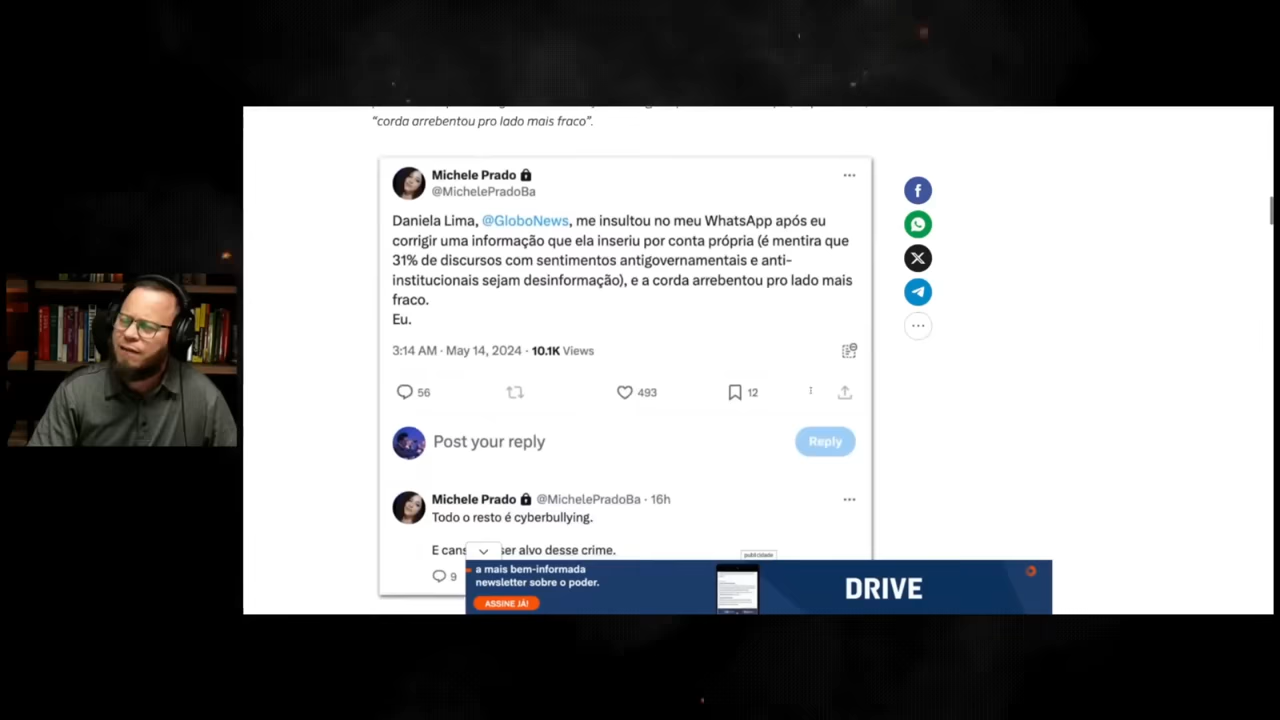 “corda arrebentou pro lado mais fraco”.
Michele Prado
@MichelePradoBa
Daniela Lima, @GloboNews, me insultou no meu WhatsApp após eu
corrigir uma informação que ela inseriu por conta própria (é mentira que
31% de discursos com sentimentos antigovernamentais e anti-
institucionais sejam desinformação), e a corda arrebentou pro lado mais
fraco.
Eu.
3:14 AM · May 14, 2024 · 10.1K Views
56 493 12
Post your reply
Reply
Michele Prado @MichelePradoBa · 16h
Todo o resto é cyberbullying.
E cans ser alvo desse crime.
9
publicidade
a mais bem-informada
newsletter sobre o poder.
ASSINE JÁ!
DRIVE